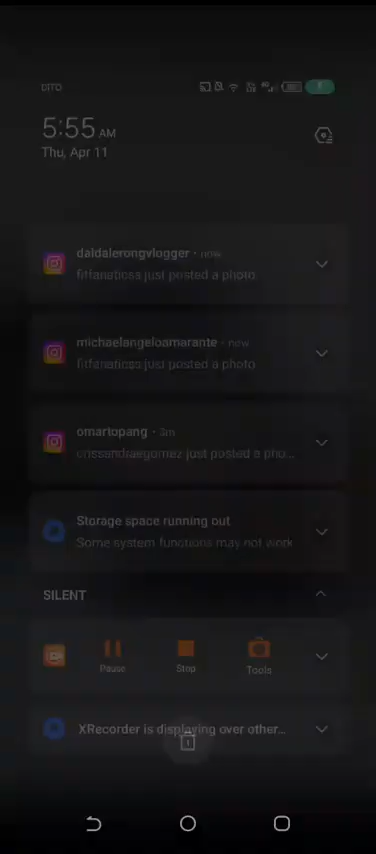 DITO
5:55 AM
Thu, Apr 11
daldalerongvlogger · now
fitfanaticss just posted a photo.
michaelangeloamarante · now
fitfanaticss just posted a photo.
omartopang · 3m
crissandraegomez just posted a pho...
Storage space running out
Some system functions may not work
SILENT
Pause
Stop
Tools
XRecorder is displaying over other...